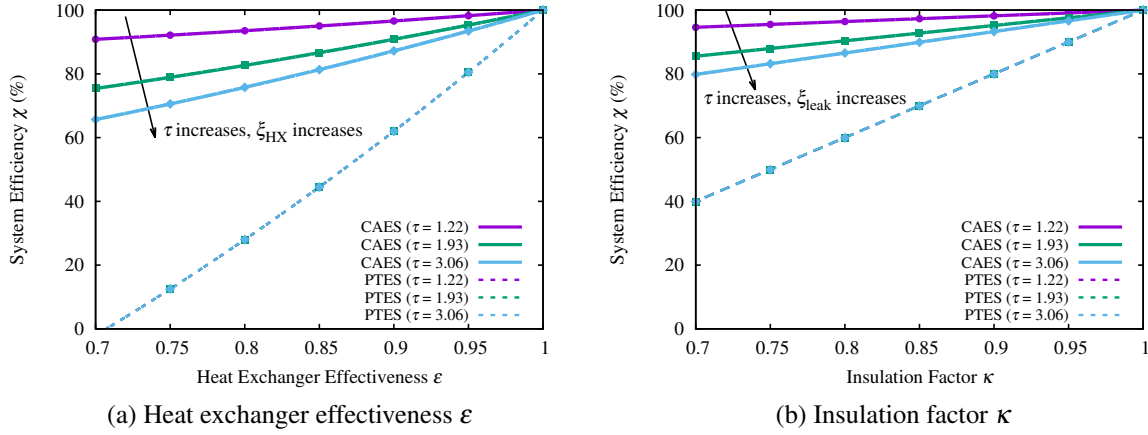 100
80
60
40
20
0
System Efficiency χ (%)
τ increases, ξHX increases
CAES (τ = 1.22)
CAES (τ = 1.93)
CAES (τ = 3.06)
PTES (τ = 1.22)
PTES (τ = 1.93)
PTES (τ = 3.06)
0.7 0.75 0.8 0.85 0.9 0.95 1
Heat Exchanger Effectiveness ε
(a) Heat exchanger effectiveness ε
100
80
60
40
20
0
System Efficiency χ (%)
τ increases, ξleak increases
CAES (τ = 1.22)
CAES (τ = 1.93)
CAES (τ = 3.06)
PTES (τ = 1.22)
PTES (τ = 1.93)
PTES (τ = 3.06)
0.7 0.75 0.8 0.85 0.9 0.95 1
Insulation Factor κ
(b) Insulation factor κ